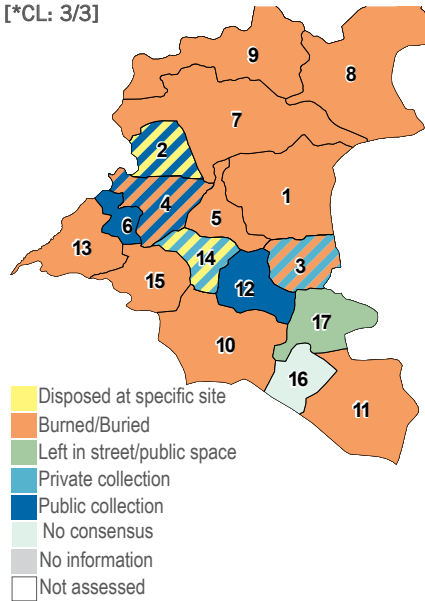 [*CL: 3/3]
9
8
7
2
1
4
5
6
13
14
3
15
12
17
10
16
11
Disposed at specific site
Burned/Buried
Left in street/public space
Private collection
Public collection
No consensus
No information
Not assessed